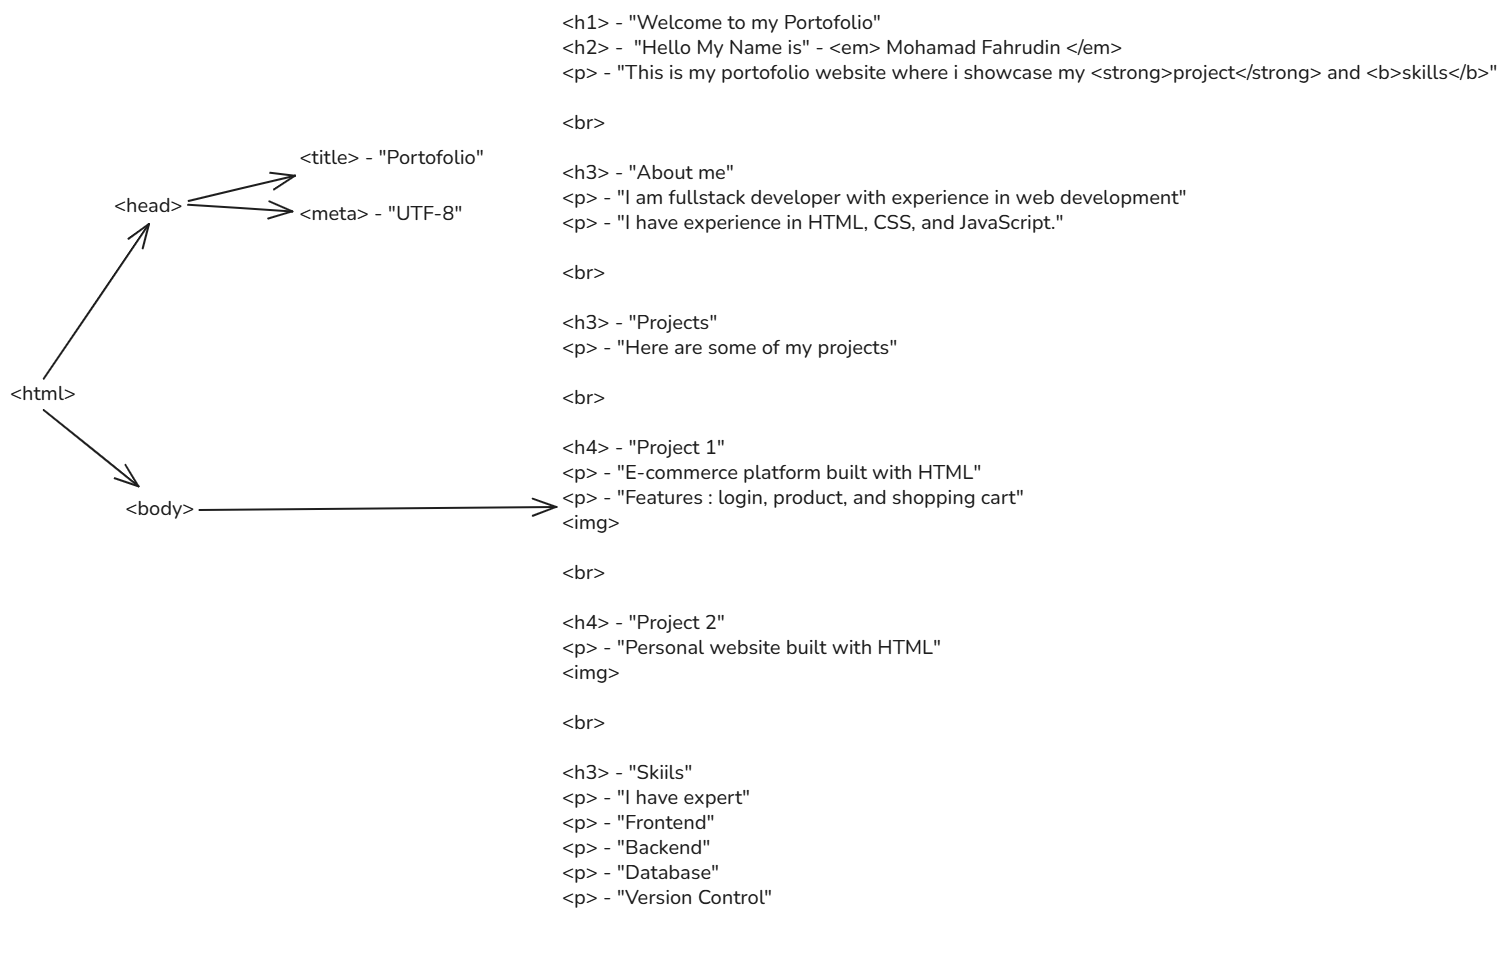 <html>
<head>
<title> - "Portofolio"
<meta> - "UTF-8"
<body>
<h1> - "Welcome to my Portofolio"
<h2> -  "Hello My Name is" - <em> Mohamad Fahrudin </em>
<p> - "This is my portofolio website where i showcase my <strong>project</strong> and <b>skills</b>"
<br>
<h3> - "About me"
<p> - "I am fullstack developer with experience in web development"
<p> - "I have experience in HTML, CSS, and JavaScript."
<br>
<h3> - "Projects"
<p> - "Here are some of my projects"
<br>
<h4> - "Project 1"
<p> - "E-commerce platform built with HTML"
<p> - "Features : login, product, and shopping cart"
<img>
<br>
<h4> - "Project 2"
<p> - "Personal website built with HTML"
<img>
<br>
<h3> - "Skiils"
<p> - "I have expert"
<p> - "Frontend"
<p> - "Backend"
<p> - "Database"
<p> - "Version Control"